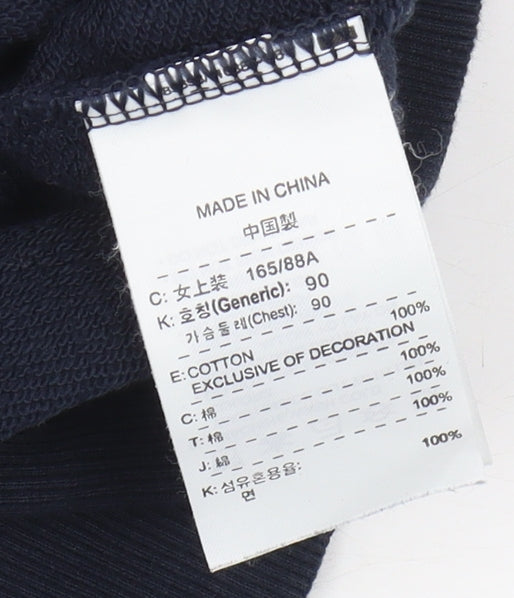 MADE IN CHINA
中国製
C: 女上装 165/88A
K: 호칭(Generic): 90
가슴둘레(Chest): 90
E: COTTON 100%
EXCLUSIVE OF DECORATION
C: 棉 100%
T: 棉 100%
J: 綿 100%
K: 섬유혼용율:
면 100%